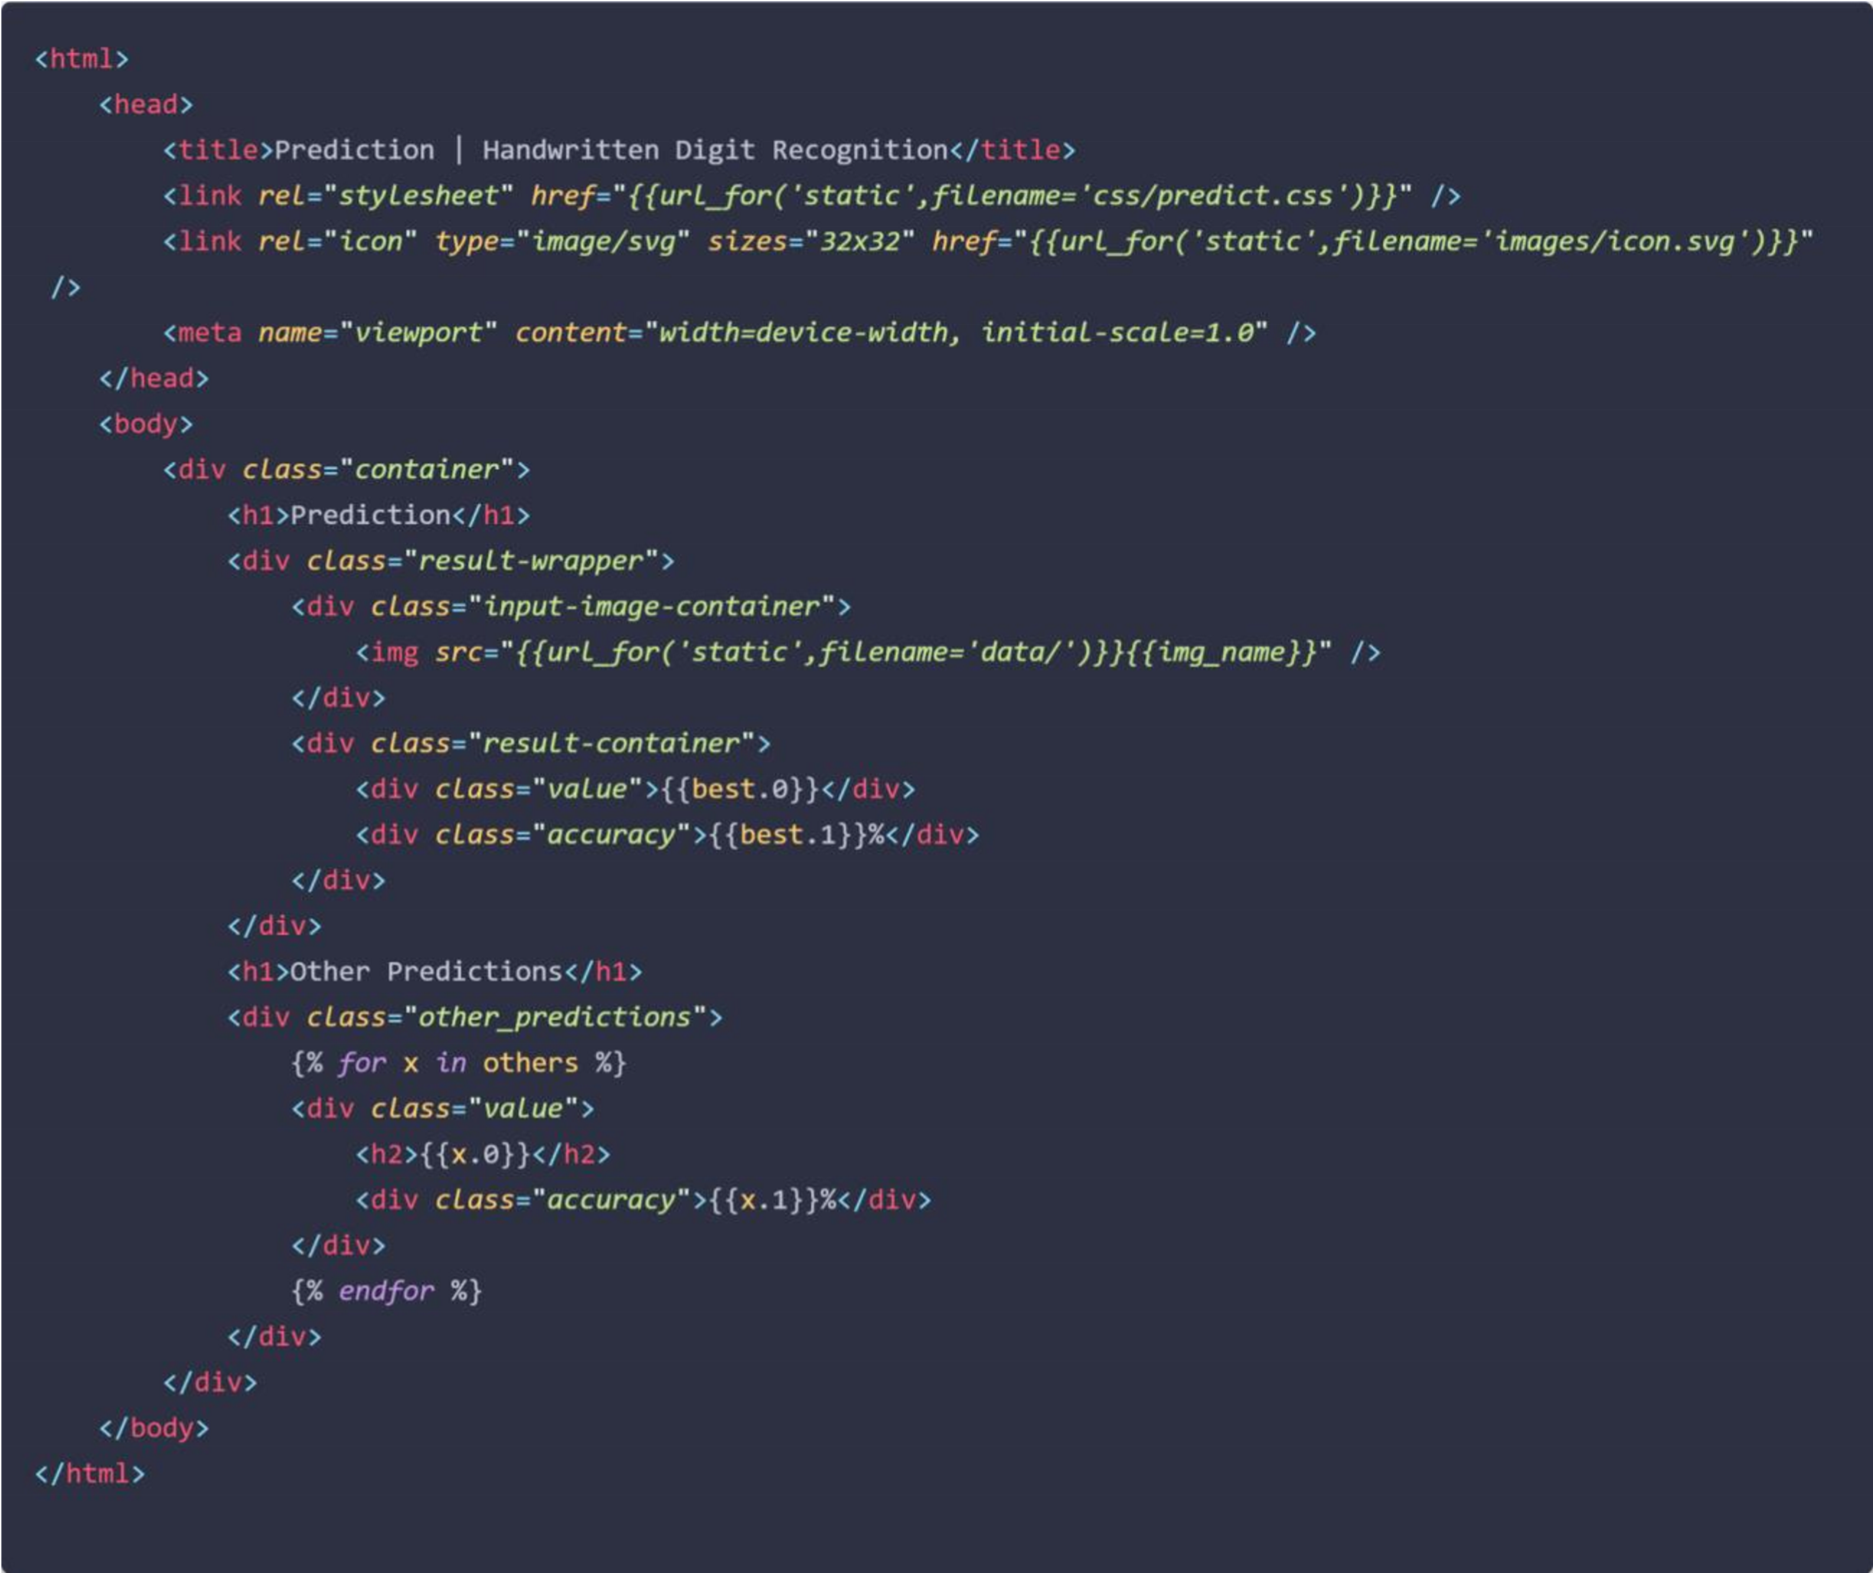 <html>
<head>
<title>Prediction | Handwritten Digit Recognition</title>
<link rel="stylesheet" href="{{url_for('static',filename='css/predict.css')}}" />
<link rel="icon" type="image/svg" sizes="32x32" href="{{url_for('static',filename='images/icon.svg')}}"
/>
<meta name="viewport" content="width=device-width, initial-scale=1.0" />
</head>
<body>
<div class="container">
<h1>Prediction</h1>
<div class="result-wrapper">
<div class="input-image-container">
<img src="{{url_for('static',filename='data/')}}{{img_name}}" />
</div>
<div class="result-container">
<div class="value">{{best.0}}</div>
<div class="accuracy">{{best.1}}%</div>
</div>
</div>
<h1>Other Predictions</h1>
<div class="other_predictions">
{% for x in others %}
<div class="value">
<h2>{{x.0}}</h2>
<div class="accuracy">{{x.1}}%</div>
</div>
{% endfor %}
</div>
</div>
</body>
</html>